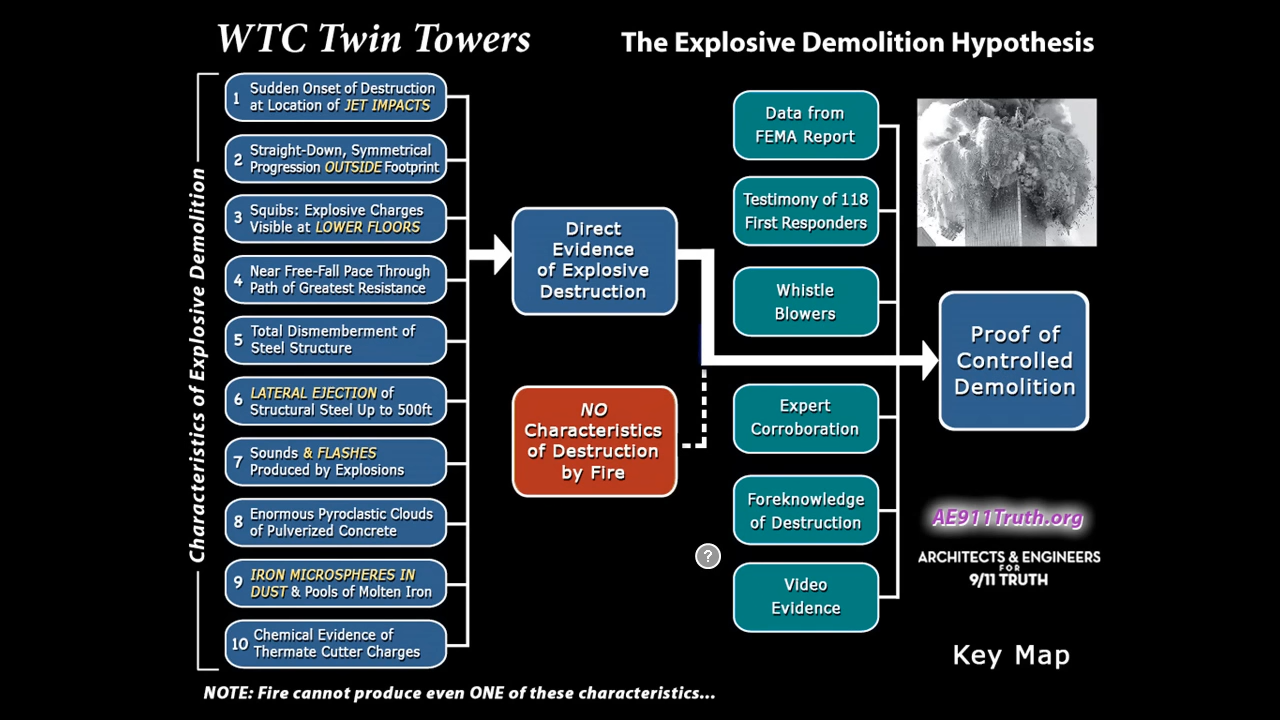 WTC Twin Towers
The Explosive Demolition Hypothesis
Characteristics of Explosive Demolition
1 Sudden Onset of Destruction
at Location of JET IMPACTS
2 Straight-Down, Symmetrical
Progression OUTSIDE Footprint
3 Squibs: Explosive Charges
Visible at LOWER FLOORS
4 Near Free-Fall Pace Through
Path of Greatest Resistance
5 Total Dismemberment of
Steel Structure
6 LATERAL EJECTION of
Structural Steel Up to 500ft
7 Sounds & FLASHES
Produced by Explosions
8 Enormous Pyroclastic Clouds
of Pulverized Concrete
9 IRON MICROSPHERES IN
DUST & Pools of Molten Iron
10 Chemical Evidence of
Thermate Cutter Charges
Direct
Evidence
of Explosive
Destruction
NO
Characteristics
of Destruction
by Fire
Data from
FEMA Report
Testimony of 118
First Responders
Whistle
Blowers
Expert
Corroboration
Foreknowledge
of Destruction
Video
Evidence
?
Proof of
Controlled
Demolition
AE911Truth.org
ARCHITECTS & ENGINEERS
FOR
9/11 TRUTH
Key Map
NOTE: Fire cannot produce even ONE of these characteristics...